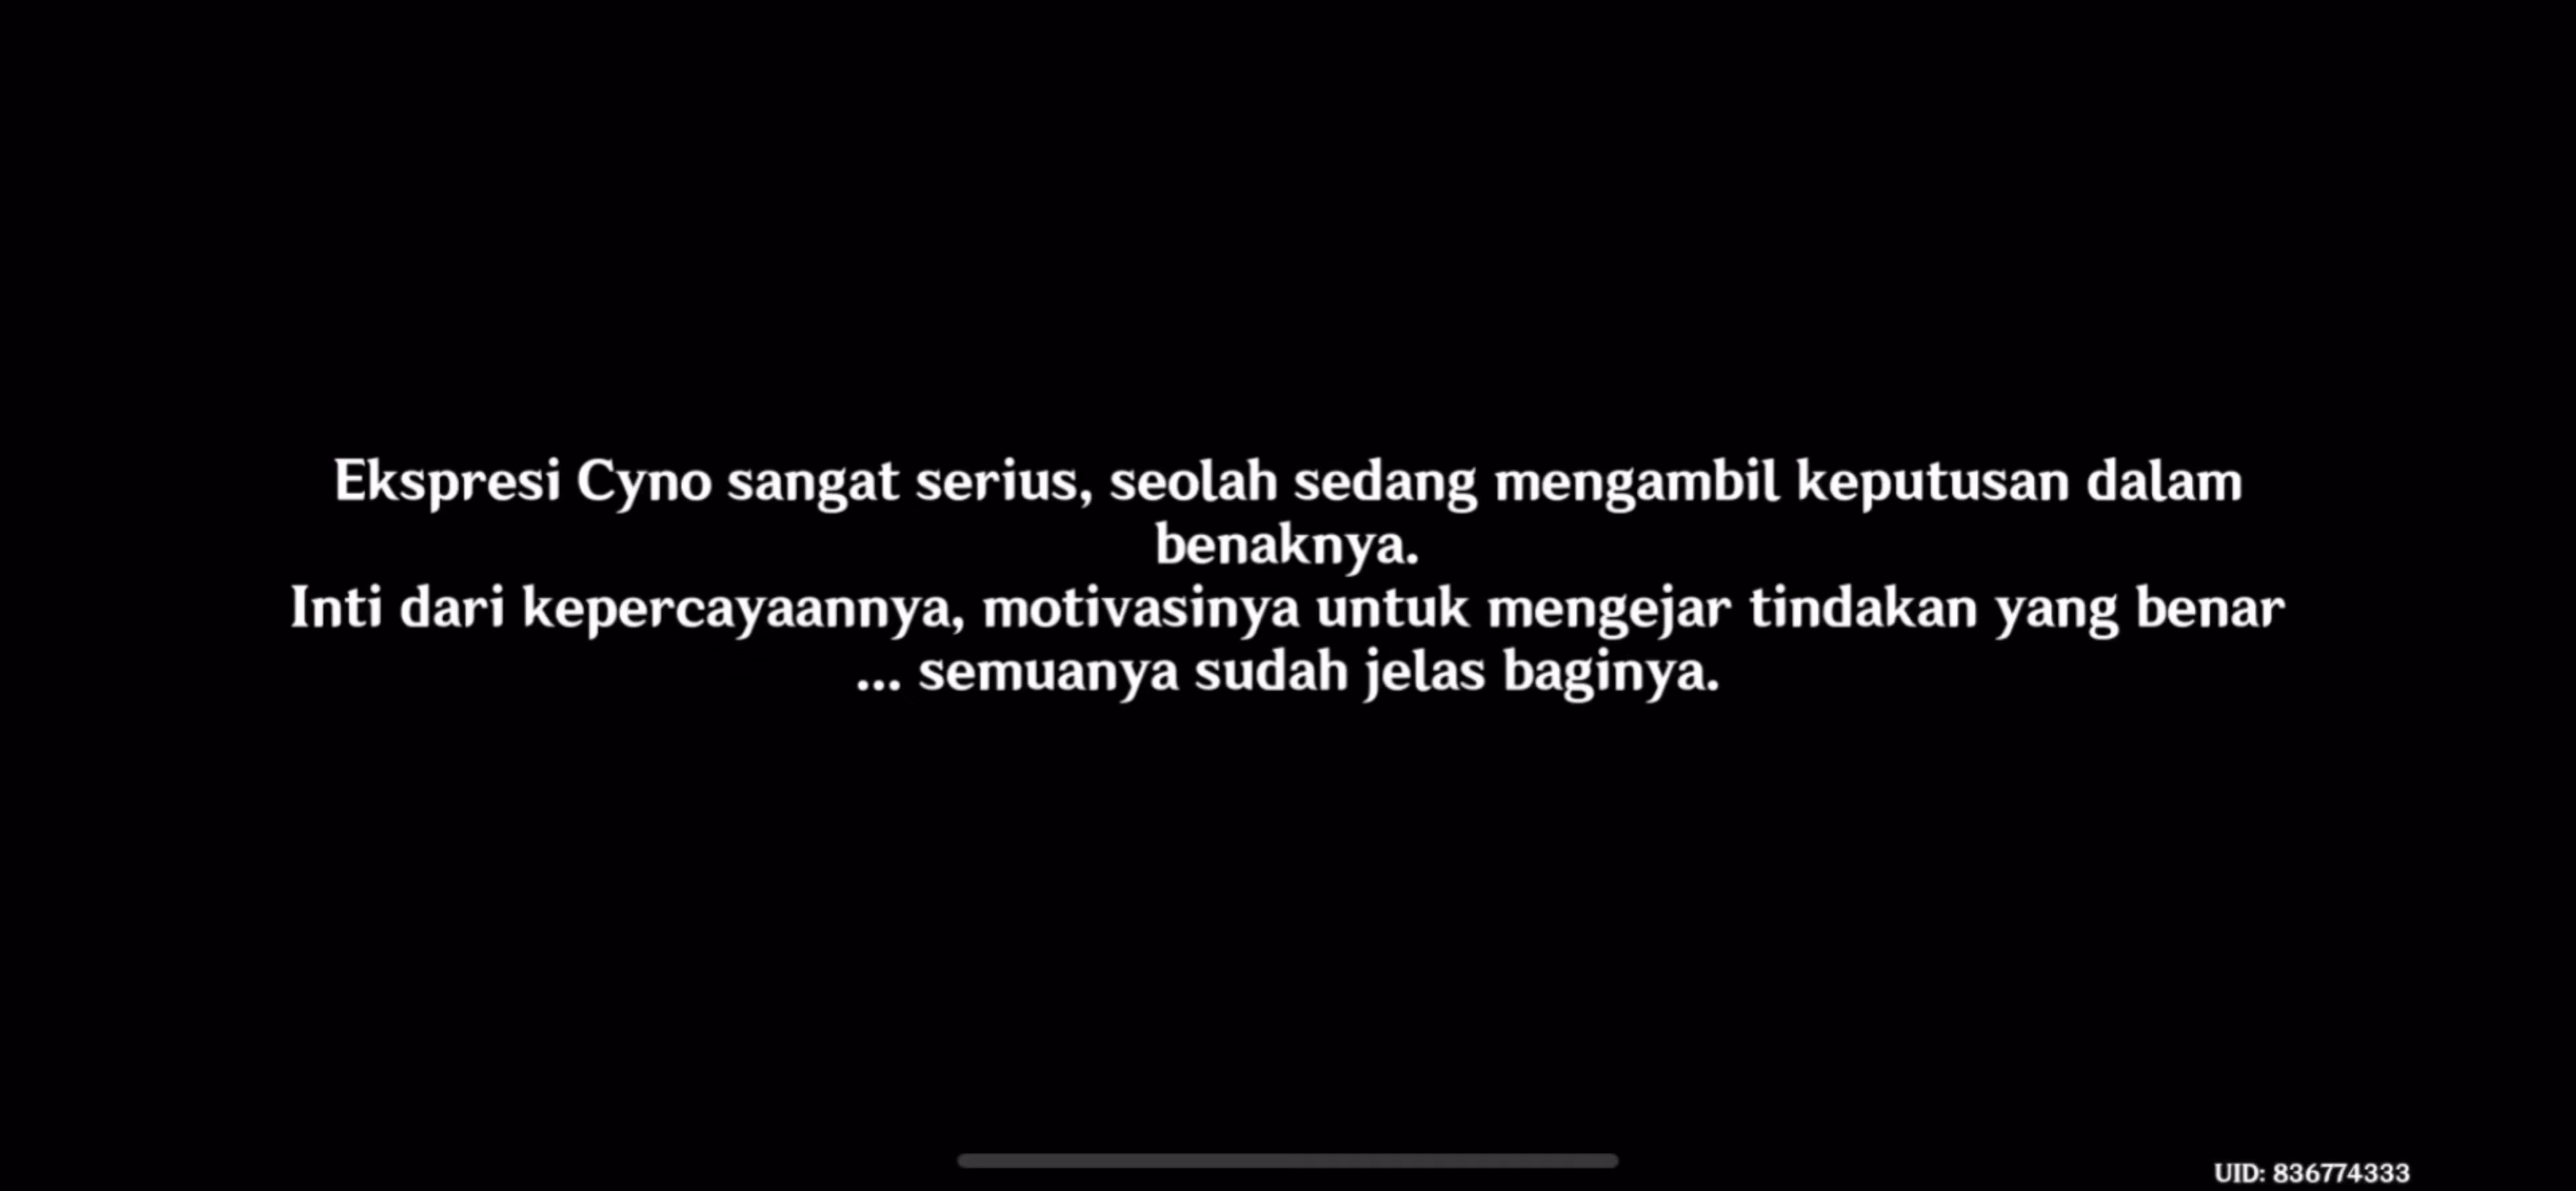 Ekspresi Cyno sangat serius, seolah sedang mengambil keputusan dalam
benaknya.
Inti dari kepercayaannya, motivasinya untuk mengejar tindakan yang benar
... semuanya sudah jelas baginya.
UID: 836774333